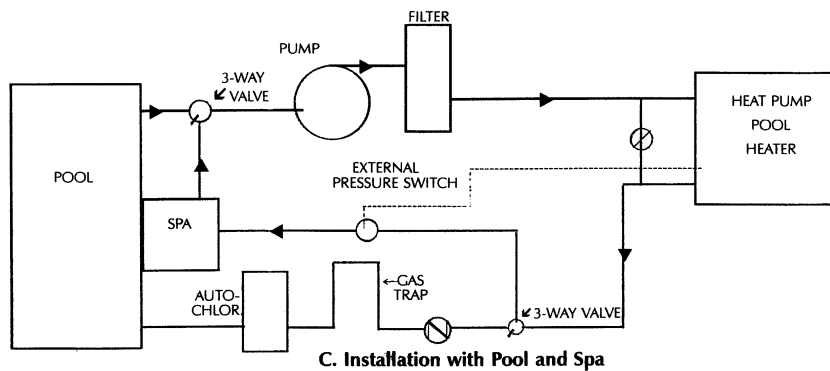 FILTER
PUMP
3-WAY
VALVE
HEAT PUMP
POOL
HEATER
POOL
EXTERNAL
PRESSURE SWITCH
SPA
AUTO-
CHLOR.
←GAS
TRAP
3-WAY VALVE
C. Installation with Pool and Spa